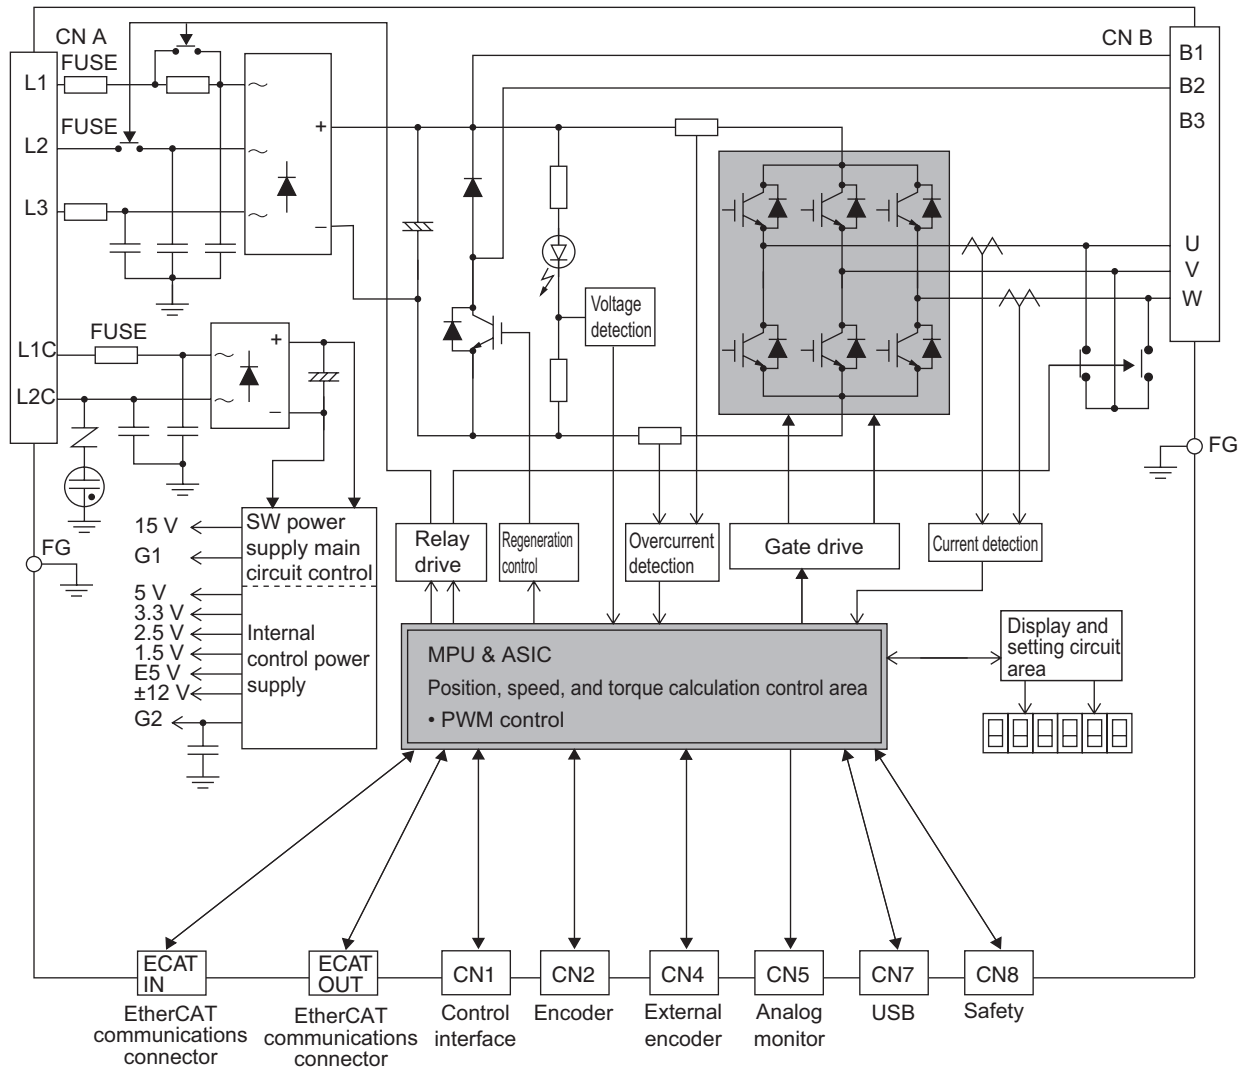 CN A
CN B
FUSE
L1
FUSE
L2
L3
+
−
FUSE
L1C
L2C
+
−
B1
B2
B3
U
V
W
FG
FG
Voltage
detection
15 V
G1
5 V
3.3 V
2.5 V
1.5 V
E5 V
±12 V
G2
SW power
supply main
circuit control
Internal
control power
supply
Relay
drive
Regeneration
control
Overcurrent
detection
Gate drive
Current detection
MPU & ASIC
Position, speed, and torque calculation control area
• PWM control
Display and
setting circuit
area
ECAT
IN
EtherCAT
communications
connector
ECAT
OUT
EtherCAT
communications
connector
CN1
Control
interface
CN2
Encoder
CN4
External
encoder
CN5
Analog
monitor
CN7
USB
CN8
Safety